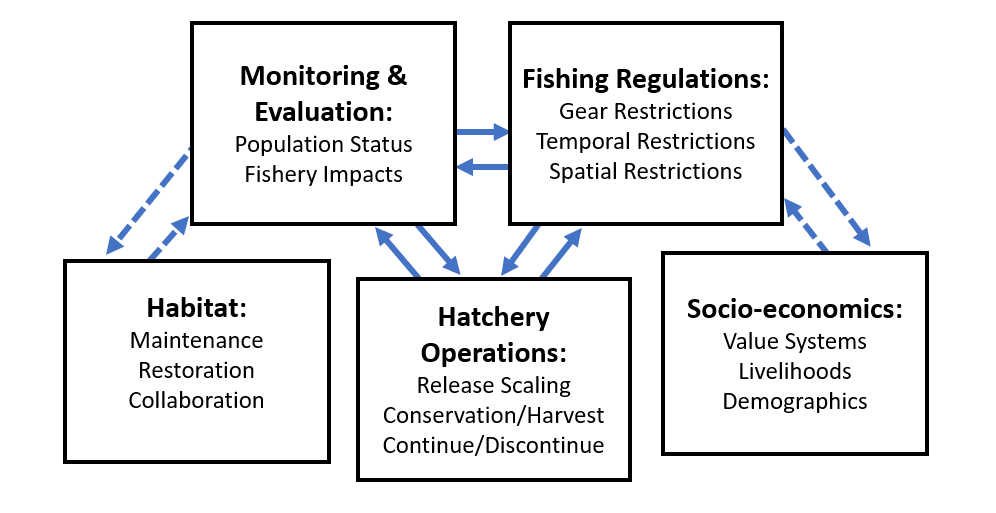 Monitoring &
Evaluation:
Population Status
Fishery Impacts
Fishing Regulations:
Gear Restrictions
Temporal Restrictions
Spatial Restrictions
Habitat:
Maintenance
Restoration
Collaboration
Hatchery
Operations:
Release Scaling
Conservation/Harvest
Continue/Discontinue
Socio-economics:
Value Systems
Livelihoods
Demographics